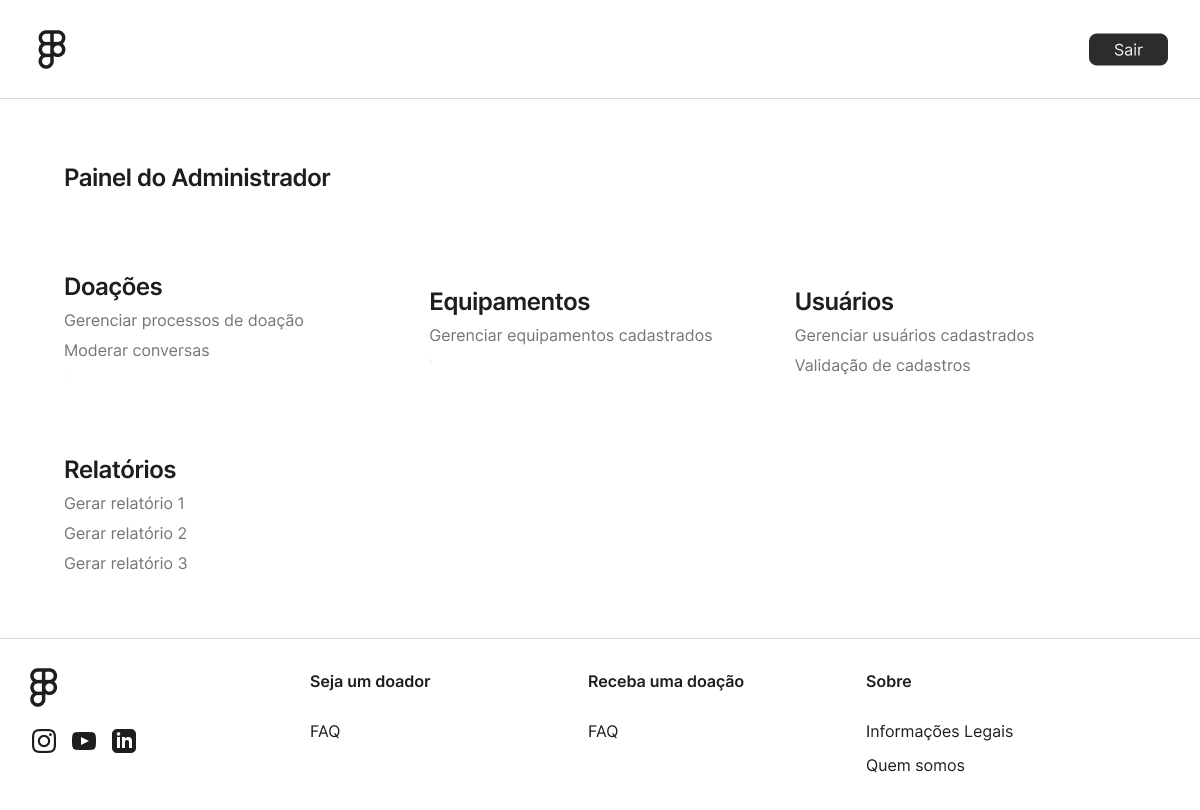 Sair
Painel do Administrador
Doações
Gerenciar processos de doação
Moderar conversas
Equipamentos
Gerenciar equipamentos cadastrados
Usuários
Gerenciar usuários cadastrados
Validação de cadastros
Relatórios
Gerar relatório 1
Gerar relatório 2
Gerar relatório 3
Seja um doador
FAQ
Receba uma doação
FAQ
Sobre
Informações Legais
Quem somos
in